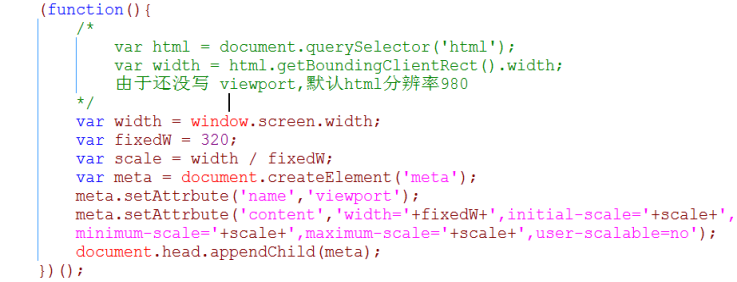 (function(){
/*
var html = document.querySelector('html');
var width = html.getBoundingClientRect().width;
由于还没写 viewport,默认html分辨率980
*/
var width = window.screen.width;
var fixedW = 320;
var scale = width / fixedW;
var meta = document.createElement('meta');
meta.setAttrbute('name','viewport');
meta.setAttrbute('content','width='+fixedW+',initial-scale='+scale+',
minimum-scale='+scale+',maximum-scale='+scale+',user-scalable=no');
document.head.appendChild(meta);
})();